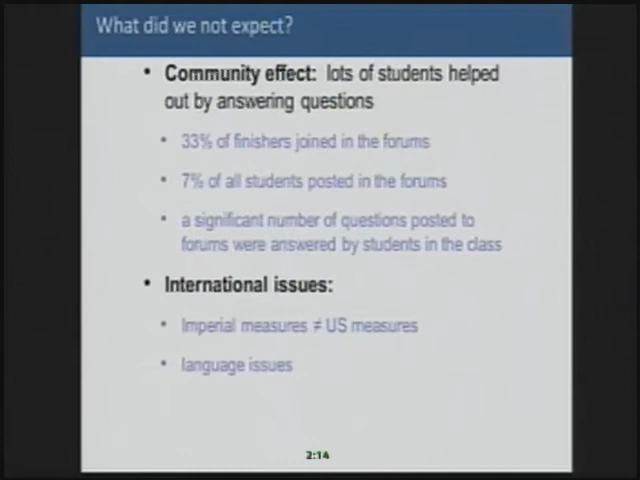 What did we not expect?
• Community effect: lots of students helped
out by answering questions
• 33% of finishers joined in the forums
• 7% of all students posted in the forums
• a significant number of questions posted to
forums were answered by students in the class
• International issues:
• Imperial measures ≠ US measures
• language issues
2:14